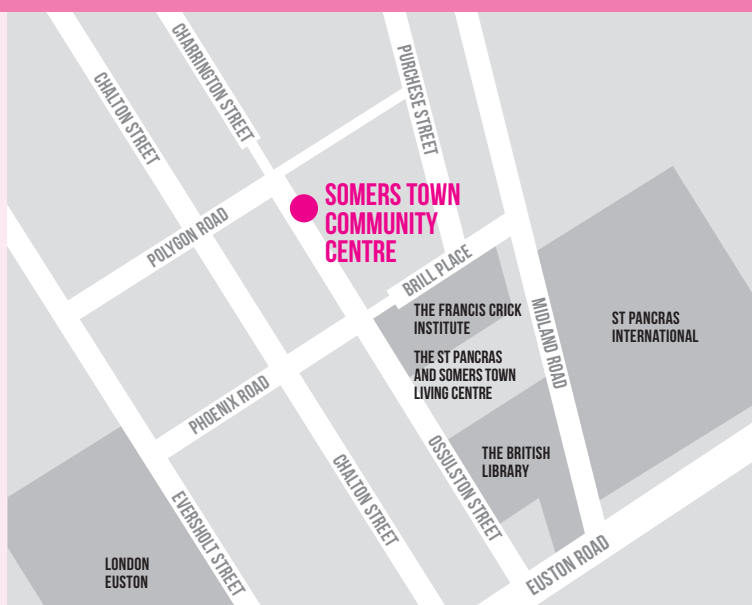 CHARRINGTON STREET
CHALTON STREET
PURCHESE STREET
SOMERS TOWN
COMMUNITY
CENTRE
POLYGON ROAD
BRILL PLACE
THE FRANCIS CRICK
INSTITUTE
ST PANCRAS
INTERNATIONAL
MIDLAND ROAD
THE ST PANCRAS
AND SOMERS TOWN
LIVING CENTRE
PHOENIX ROAD
THE BRITISH
LIBRARY
OSSULSTON STREET
CHALTON STREET
EVERSHOLT STREET
EUSTON ROAD
LONDON
EUSTON